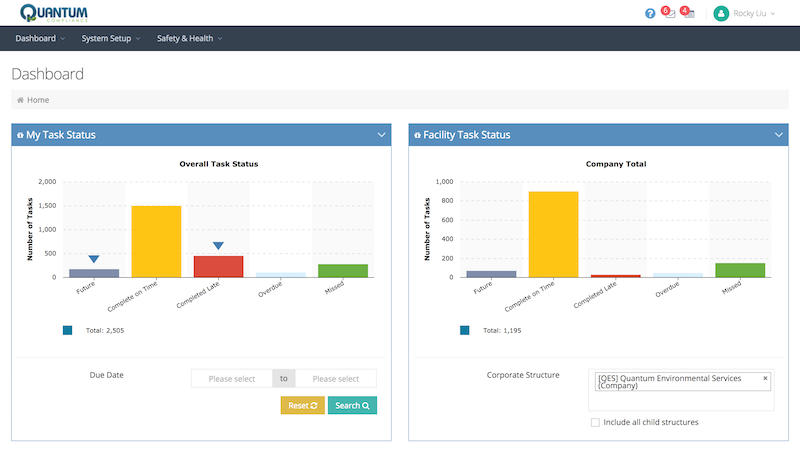 QUANTUM
COMPLIANCE
? 6 4 Rocky Liu
Dashboard System Setup Safety & Health
Dashboard
Home
My Task Status
Overall Task Status
Number of Tasks
2,000
1,500
1,000
500
0
Future
Complete on Time
Completed Late
Overdue
Missed
Total: 2,505
Due Date Please select to Please select
Reset Search
Facility Task Status
Company Total
Number of Tasks
1,000
800
600
400
200
0
Future
Complete on Time
Completed Late
Overdue
Missed
Total: 1,195
Corporate Structure
[QES] Quantum Environmental Services
(Company)
Include all child structures